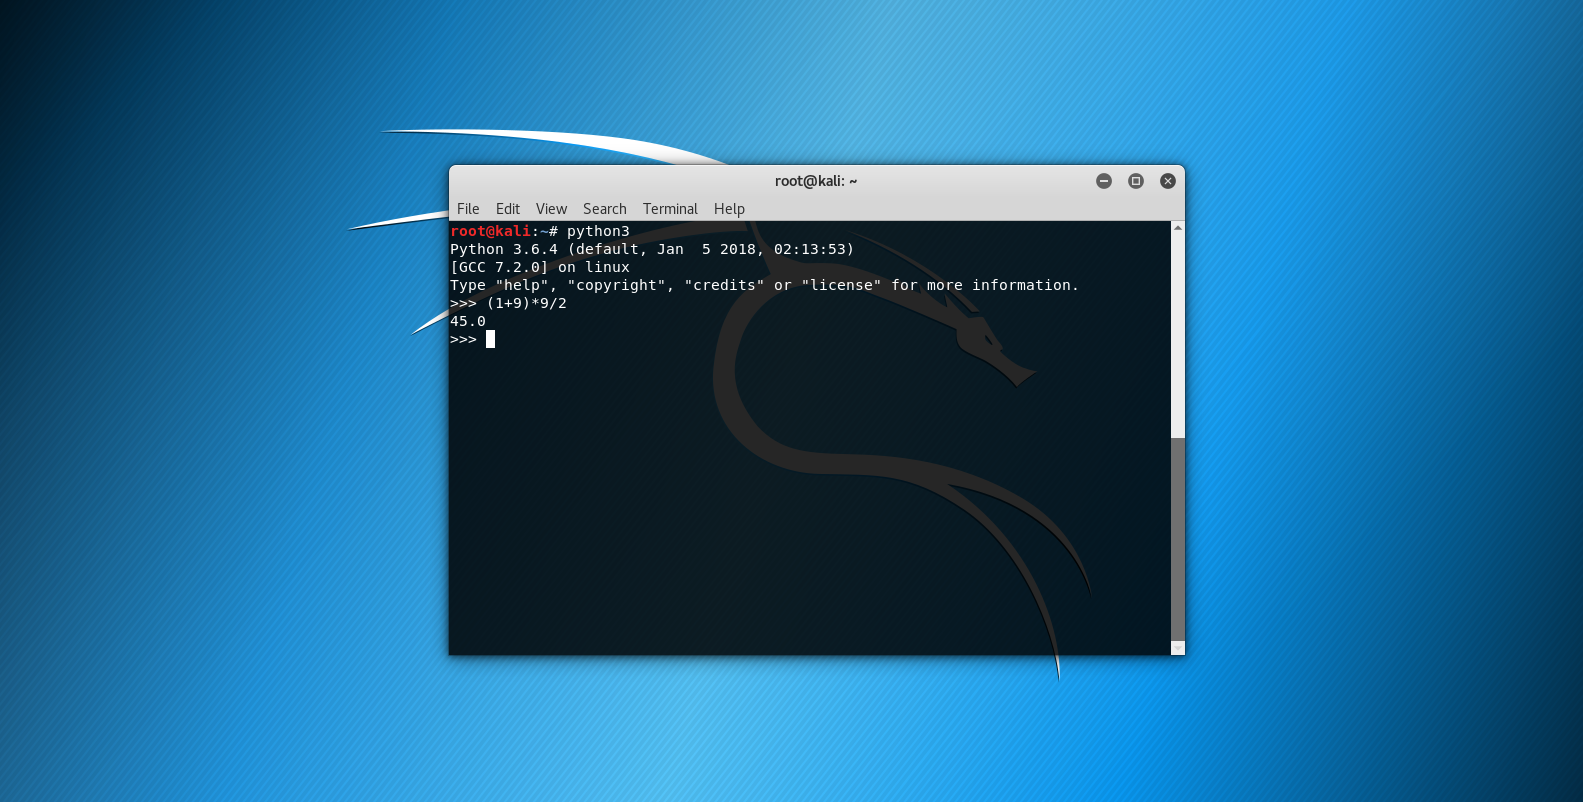 root@kali: ~
File Edit View Search Terminal Help
root@kali:~# python3
Python 3.6.4 (default, Jan  5 2018, 02:13:53)
[GCC 7.2.0] on linux
Type "help", "copyright", "credits" or "license" for more information.
>>> (1+9)*9/2
45.0
>>>